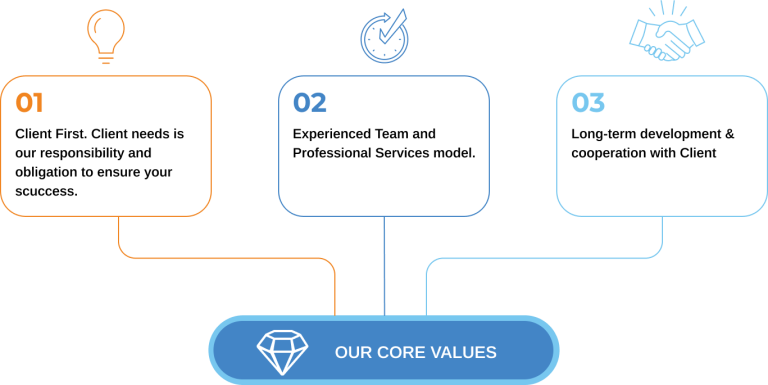 01
Client First. Client needs is
our responsibility and
obligation to ensure your
scuccess.
02
Experienced Team and
Professional Services model.
03
Long-term development &
cooperation with Client
OUR CORE VALUES